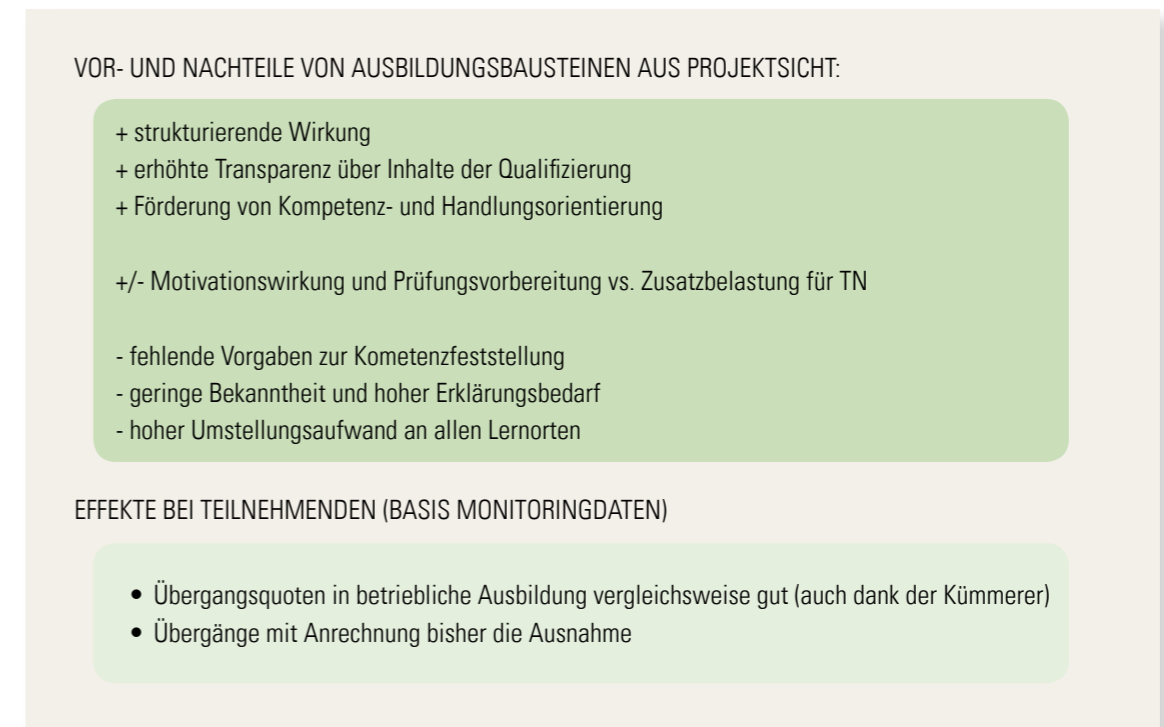 VOR- UND NACHTEILE VON AUSBILDUNGSBAUSTEINEN AUS PROJEKTSICHT:
+ strukturierende Wirkung
+ erhöhte Transparenz über Inhalte der Qualifizierung
+ Förderung von Kompetenz- und Handlungsorientierung
+/- Motivationswirkung und Prüfungsvorbereitung vs. Zusatzbelastung für TN
- fehlende Vorgaben zur Kometenzfeststellung
- geringe Bekanntheit und hoher Erklärungsbedarf
- hoher Umstellungsaufwand an allen Lernorten
EFFEKTE BEI TEILNEHMENDEN (BASIS MONITORINGDATEN)
• Übergangsquoten in betriebliche Ausbildung vergleichsweise gut (auch dank der Kümmerer)
• Übergänge mit Anrechnung bisher die Ausnahme